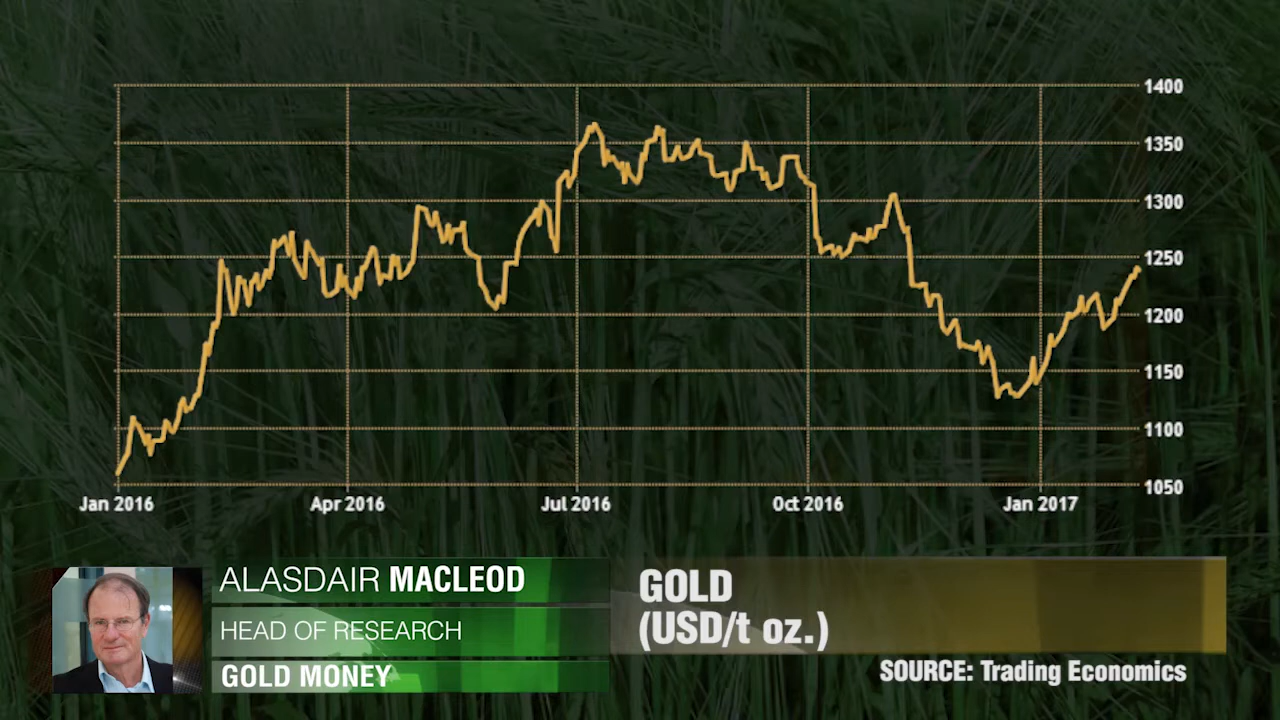 1400
1350
1300
1250
1200
1150
1100
1050
Jan 2016 Apr 2016 Jul 2016 Oct 2016 Jan 2017
ALASDAIR MACLEOD
HEAD OF RESEARCH
GOLD MONEY
GOLD
(USD/t oz.)
SOURCE: Trading Economics